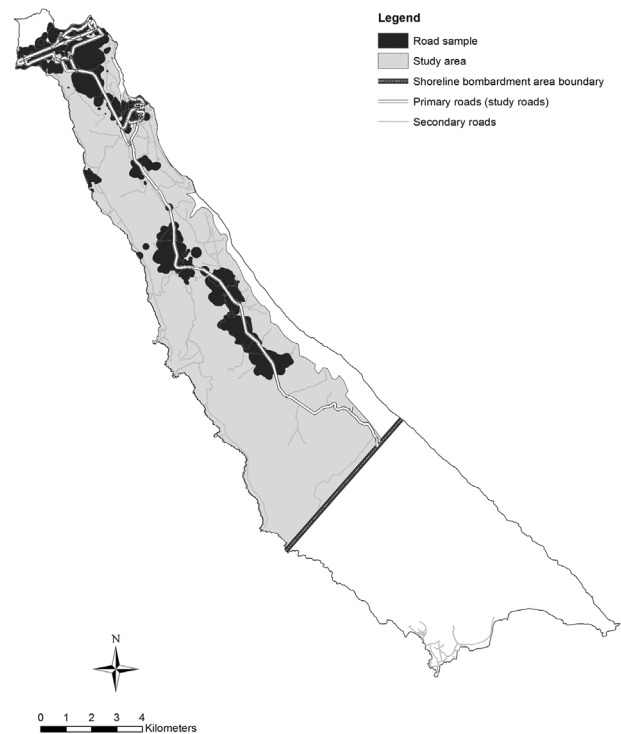 Legend
Road sample
Study area
Shoreline bombardment area boundary
Primary roads (study roads)
Secondary roads
N
0 1 2 3 4
Kilometers